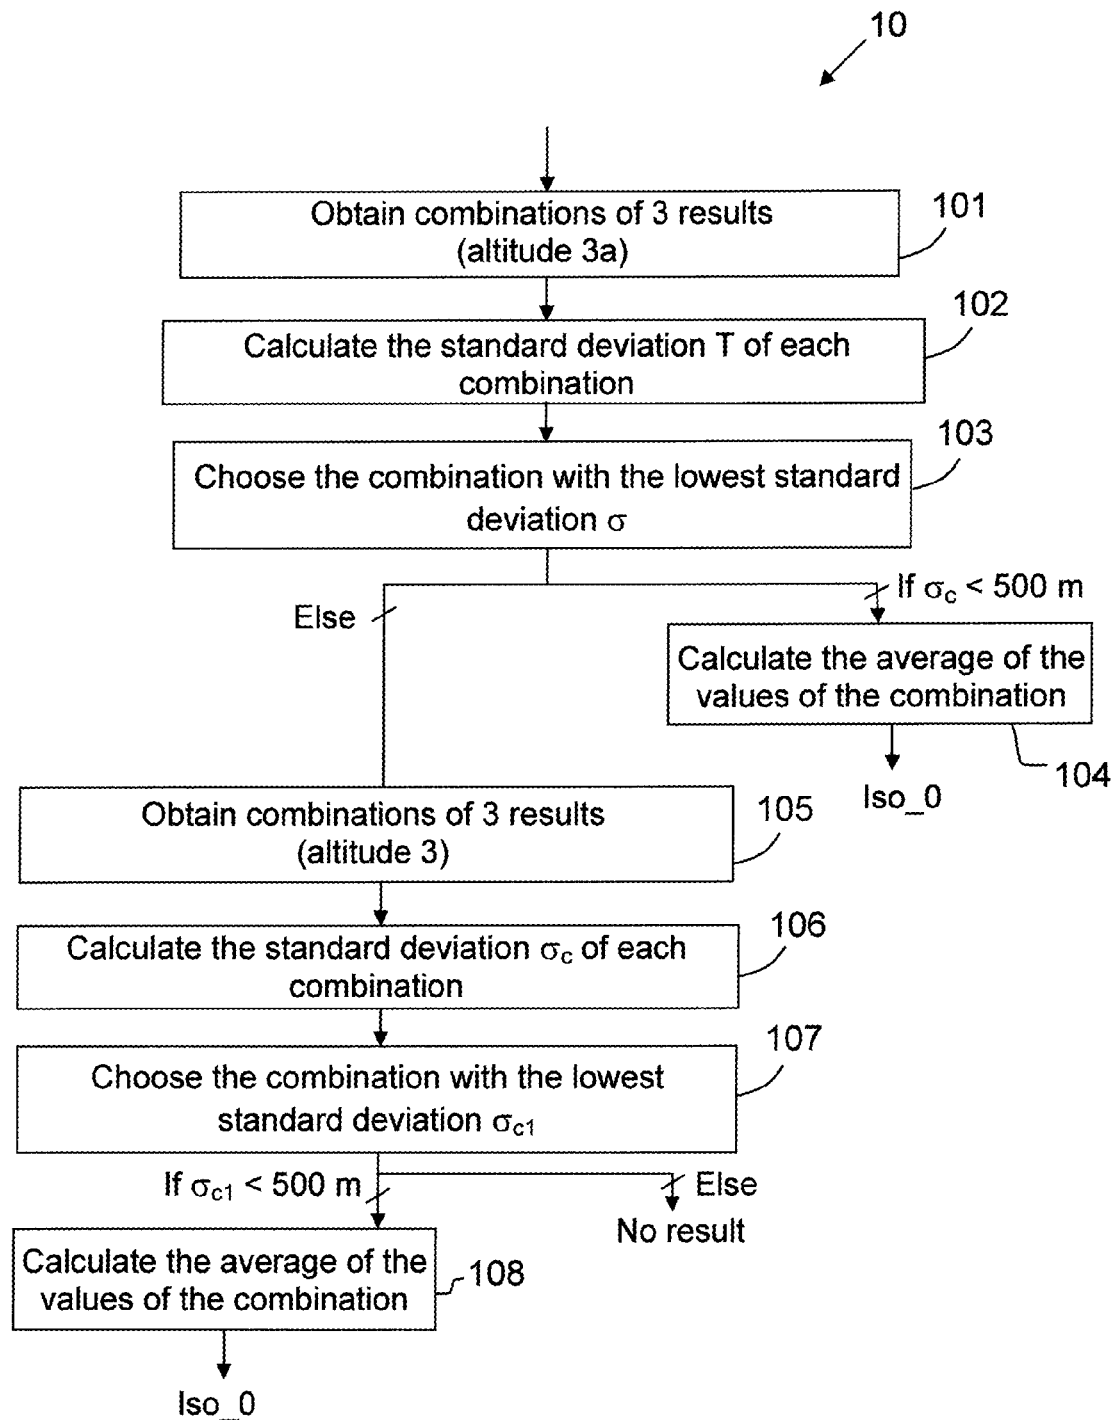 10
Obtain combinations of 3 results
(altitude 3a)
101
Calculate the standard deviation T of each
combination
102
Choose the combination with the lowest standard
deviation σ
103
Else
If σc < 500 m
Calculate the average of the
values of the combination
104
Iso_0
Obtain combinations of 3 results
(altitude 3)
105
Calculate the standard deviation σc of each
combination
106
Choose the combination with the lowest
standard deviation σc1
107
If σc1 < 500 m
Else
No result
Calculate the average of the
values of the combination
108
Iso_0